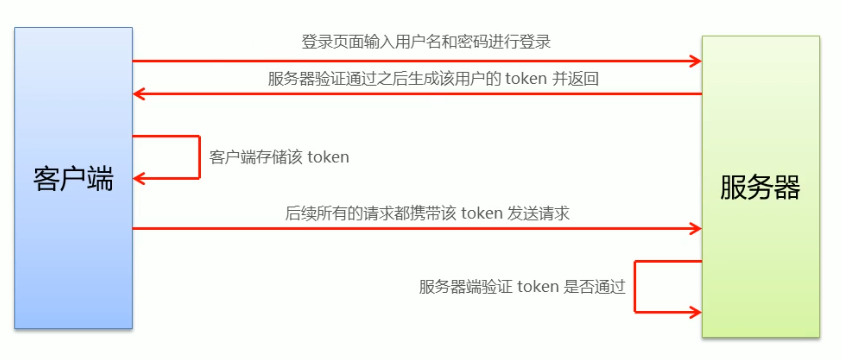 登录页面输入用户名和密码进行登录
服务器验证通过之后生成该用户的 token 并返回
客户端存储该 token
客户端
服务器
后续所有的请求都携带该 token 发送请求
服务器端验证 token 是否通过